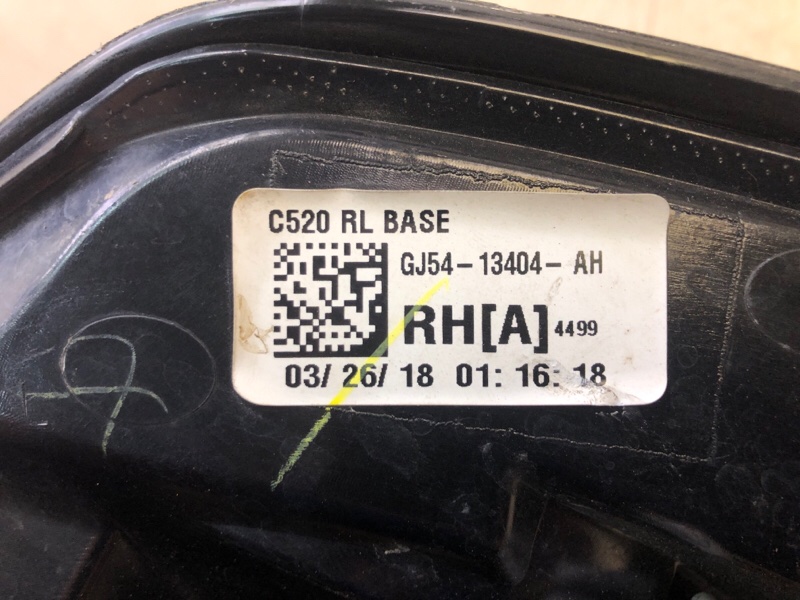 C520 RL BASE
GJ54-13404-AH
RH[A] 4499
03/ 26/ 18 01: 16: 18